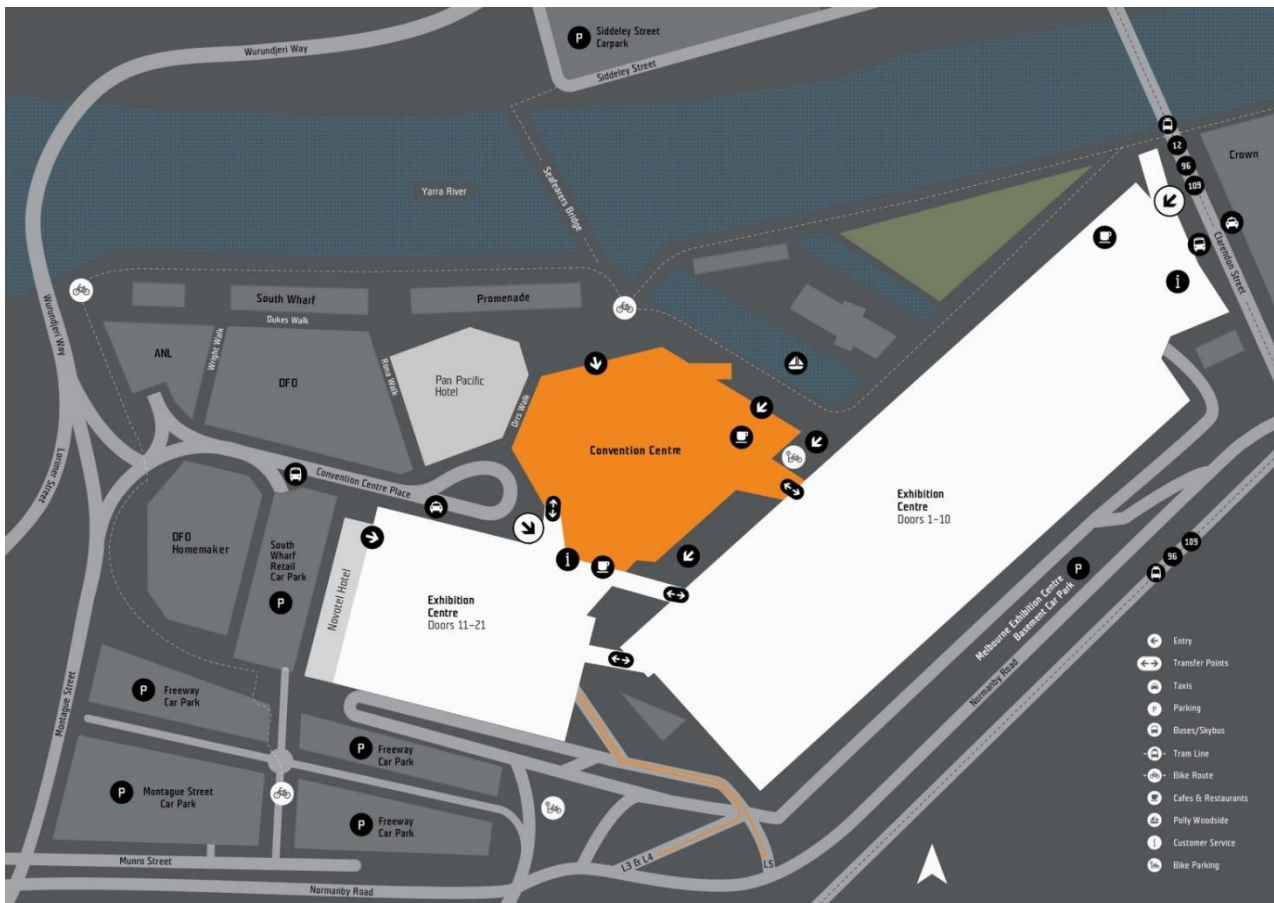 Siddeley Street
Carpark
P
Siddeley Street
Wurundjeri Way
Crown
12
96
109
Yarra River
Seafearers Bridge
Clarendon Street
i
South Wharf
Promenade
Dukes Walk
Wurundjeri Way
ANL
Wright Walk
DFO
Rona Walk
Pan Pacific
Hotel
Orrs Walk
Convention Centre
Lorimer Street
Convention Centre Place
Exhibition
Centre
Doors 1-10
DFO
Homemaker
South
Wharf
Retail
Car Park
P
Novotel Hotel
i
Exhibition
Centre
Doors 11-21
109
96
P
Melbourne Exhibition Centre
Basement Car Park
Normanby Road
Montague Street
P
Freeway
Car Park
P
Freeway
Car Park
P
Montague Street
Car Park
P
Freeway
Car Park
Munro Street
Normanby Road
L3 & L4
L5
Entry
Transfer Points
Taxis
P
Parking
Buses/Skybus
Tram Line
Bike Route
Cafes & Restaurants
Polly Woodside
i
Customer Service
Bike Parking